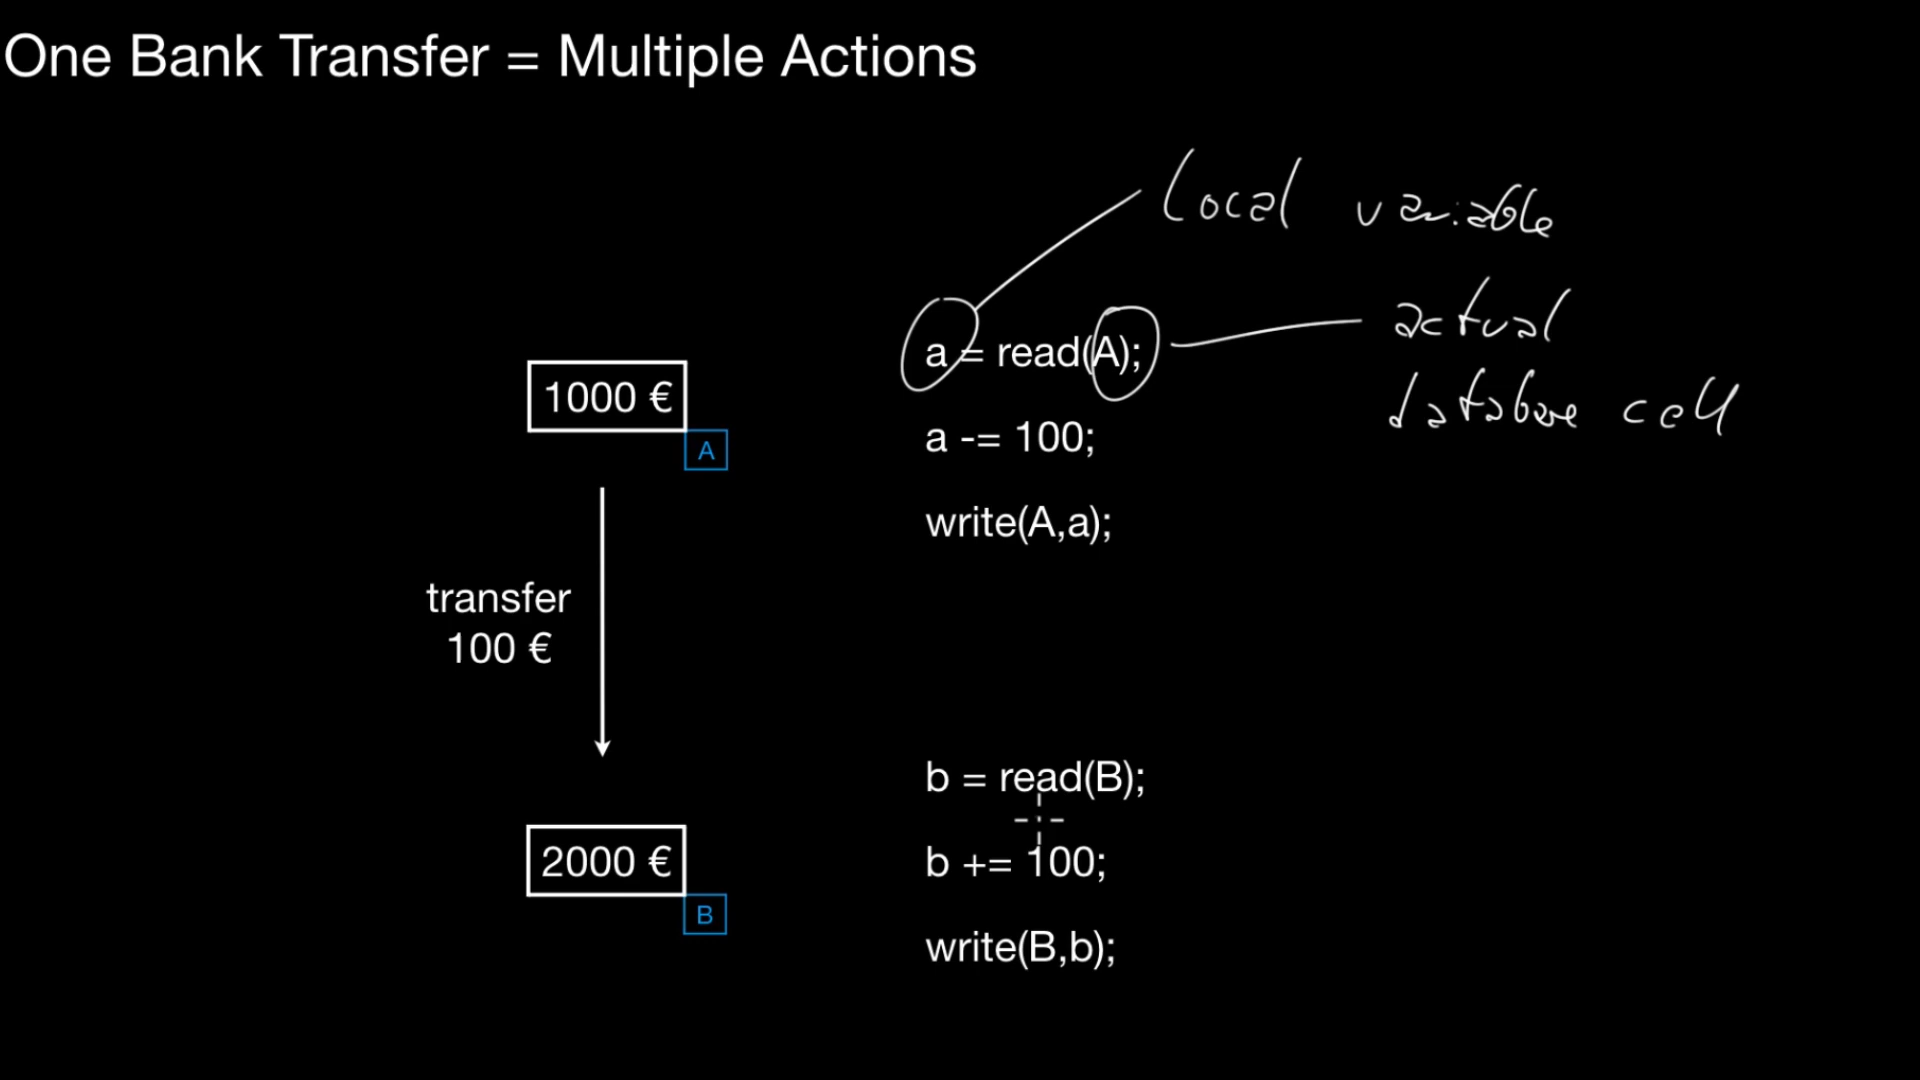 One Bank Transfer = Multiple Actions
local variable
a = read(A);
actual
database cell
1000 €
A
a -= 100;
write(A,a);
transfer
100 €
b = read(B);
2000 €
B
b += 100;
write(B,b);